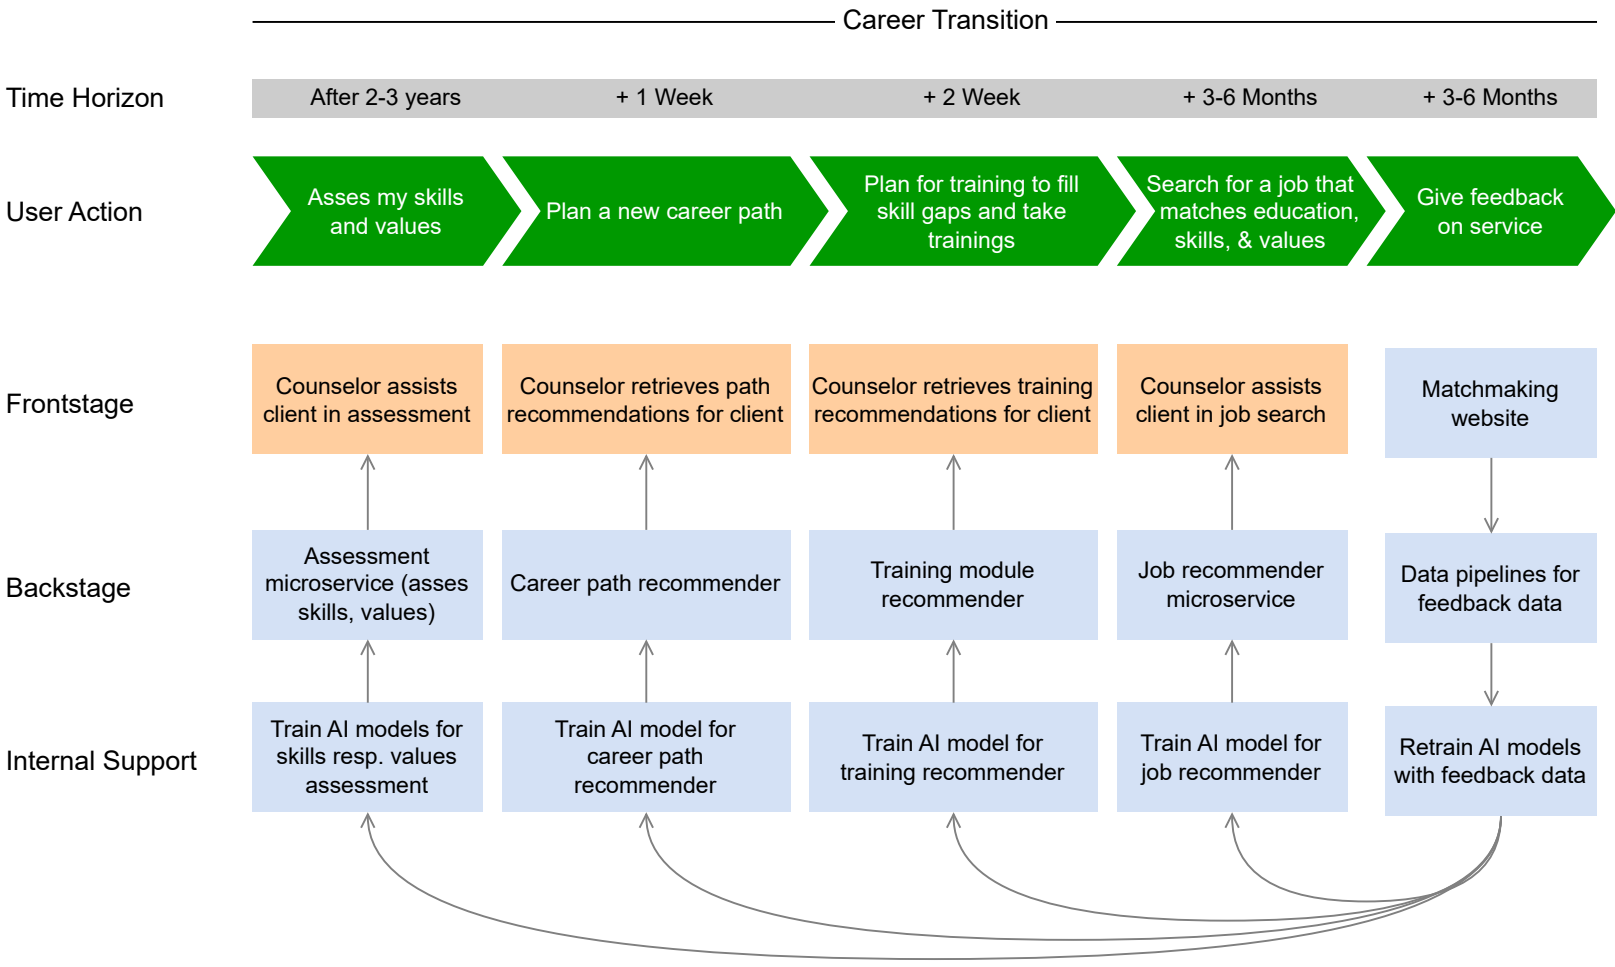 Career Transition
Time Horizon
After 2-3 years
+ 1 Week
+ 2 Week
+ 3-6 Months
+ 3-6 Months
User Action
Asses my skills
and values
Plan a new career path
Plan for training to fill
skill gaps and take
trainings
Search for a job that
matches education,
skills, & values
Give feedback
on service
Frontstage
Counselor assists
client in assessment
Counselor retrieves path
recommendations for client
Counselor retrieves training
recommendations for client
Counselor assists
client in job search
Matchmaking
website
Backstage
Assessment
microservice (asses
skills, values)
Career path recommender
Training module
recommender
Job recommender
microservice
Data pipelines for
feedback data
Internal Support
Train AI models for
skills resp. values
assessment
Train AI model for
career path
recommender
Train AI model for
training recommender
Train AI model for
job recommender
Retrain AI models
with feedback data